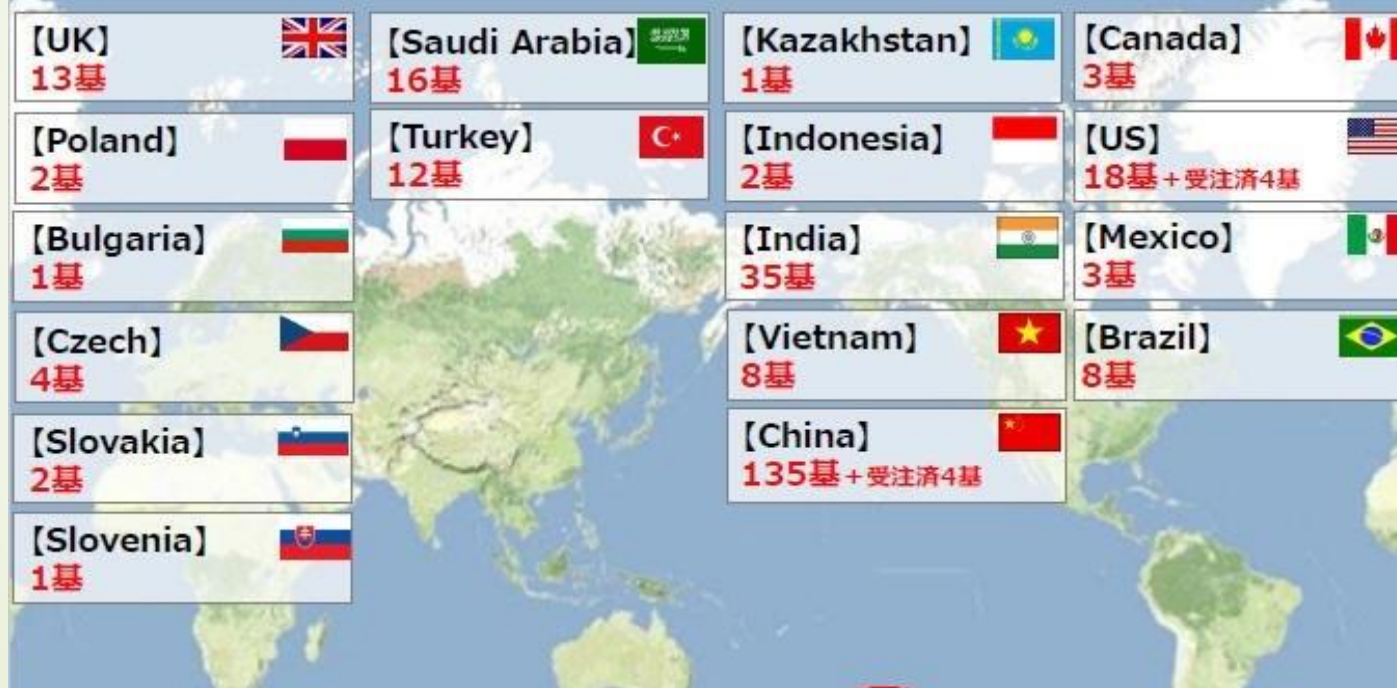 【UK】
13基
【Poland】
2基
【Bulgaria】
1基
【Czech】
4基
【Slovakia】
2基
【Slovenia】
1基
【Saudi Arabia】
16基
【Turkey】
12基
【Kazakhstan】
1基
【Indonesia】
2基
【India】
35基
【Vietnam】
8基
【China】
135基+受注済4基
【Canada】
3基
【US】
18基+受注済4基
【Mexico】
3基
【Brazil】
8基